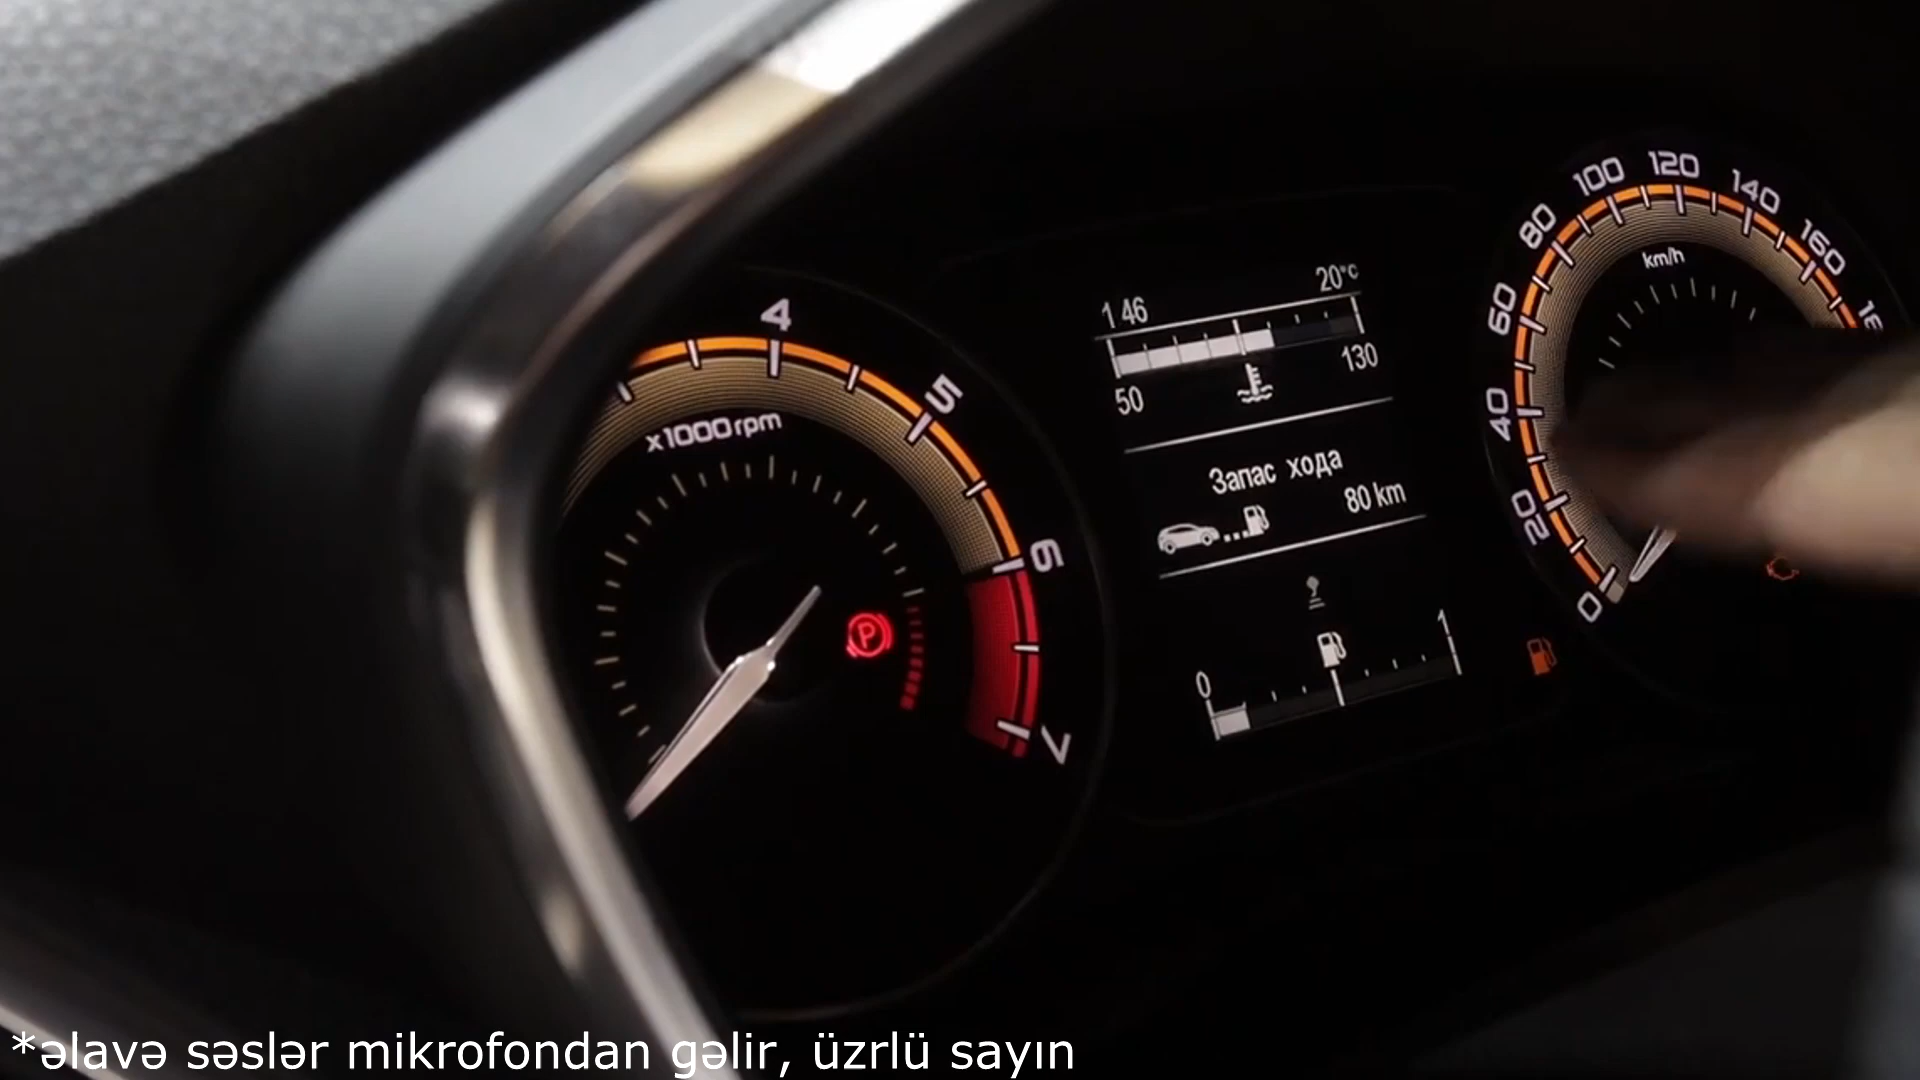 4
5
6
7
x1000rpm
P
1 46
20°C
50
130
Запас хода
80 km
0
1
0
20
40
60
80
100
120
140
160
km/h
*əlavə səslər mikrofondan gəlir, üzrlü sayın